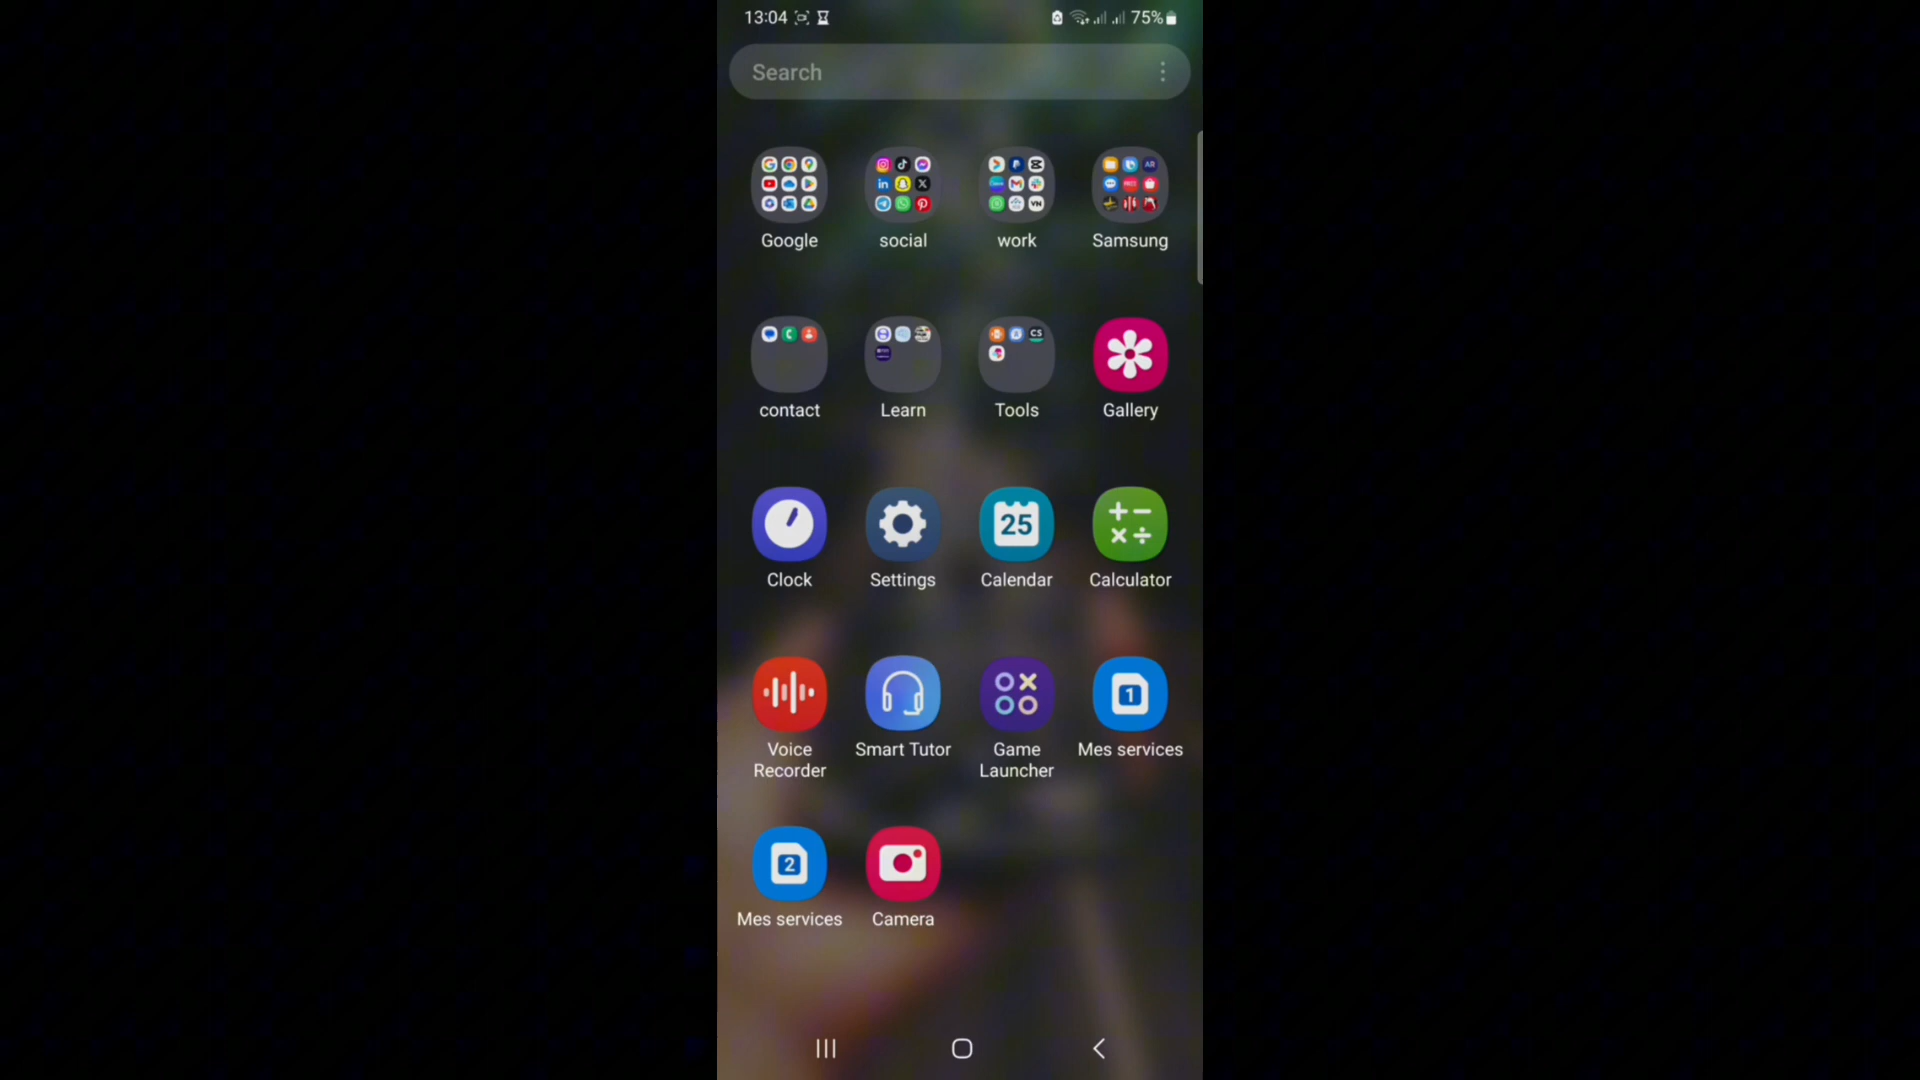 13:04
75%
Search
Google
social
work
Samsung
contact
Learn
Tools
Gallery
25
Clock
Settings
Calendar
Calculator
1
Voice
Recorder
Smart Tutor
Game
Launcher
Mes services
2
Mes services
Camera